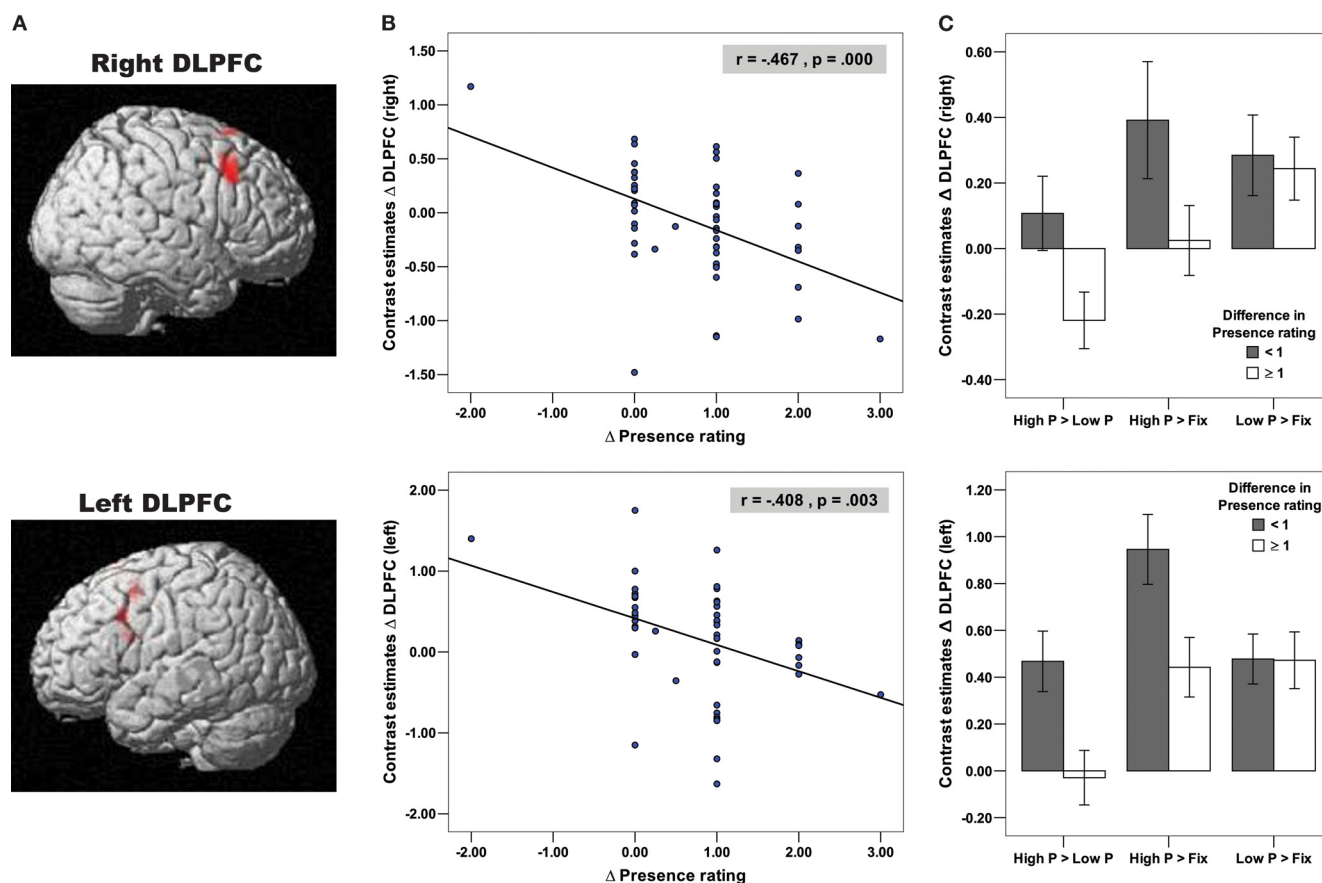 A
Right DLPFC
Left DLPFC
B
r = -.467 , p = .000
Contrast estimates Δ DLPFC (right)
1.50
1.00
0.50
0.00
-0.50
-1.00
-1.50
-2.00 -1.00 0.00 1.00 2.00 3.00
Δ Presence rating
r = -.408 , p = .003
Contrast estimates Δ DLPFC (left)
2.00
1.00
0.00
-1.00
-2.00
-2.00 -1.00 0.00 1.00 2.00 3.00
Δ Presence rating
C
Contrast estimates Δ DLPFC (right)
0.60
0.40
0.20
0.00
-0.20
-0.40
Difference in
Presence rating
< 1
≥ 1
High P > Low P High P > Fix Low P > Fix
Contrast estimates Δ DLPFC (left)
1.20
1.00
0.80
0.60
0.40
0.20
0.00
-0.20
Difference in
Presence rating
< 1
≥ 1
High P > Low P High P > Fix Low P > Fix